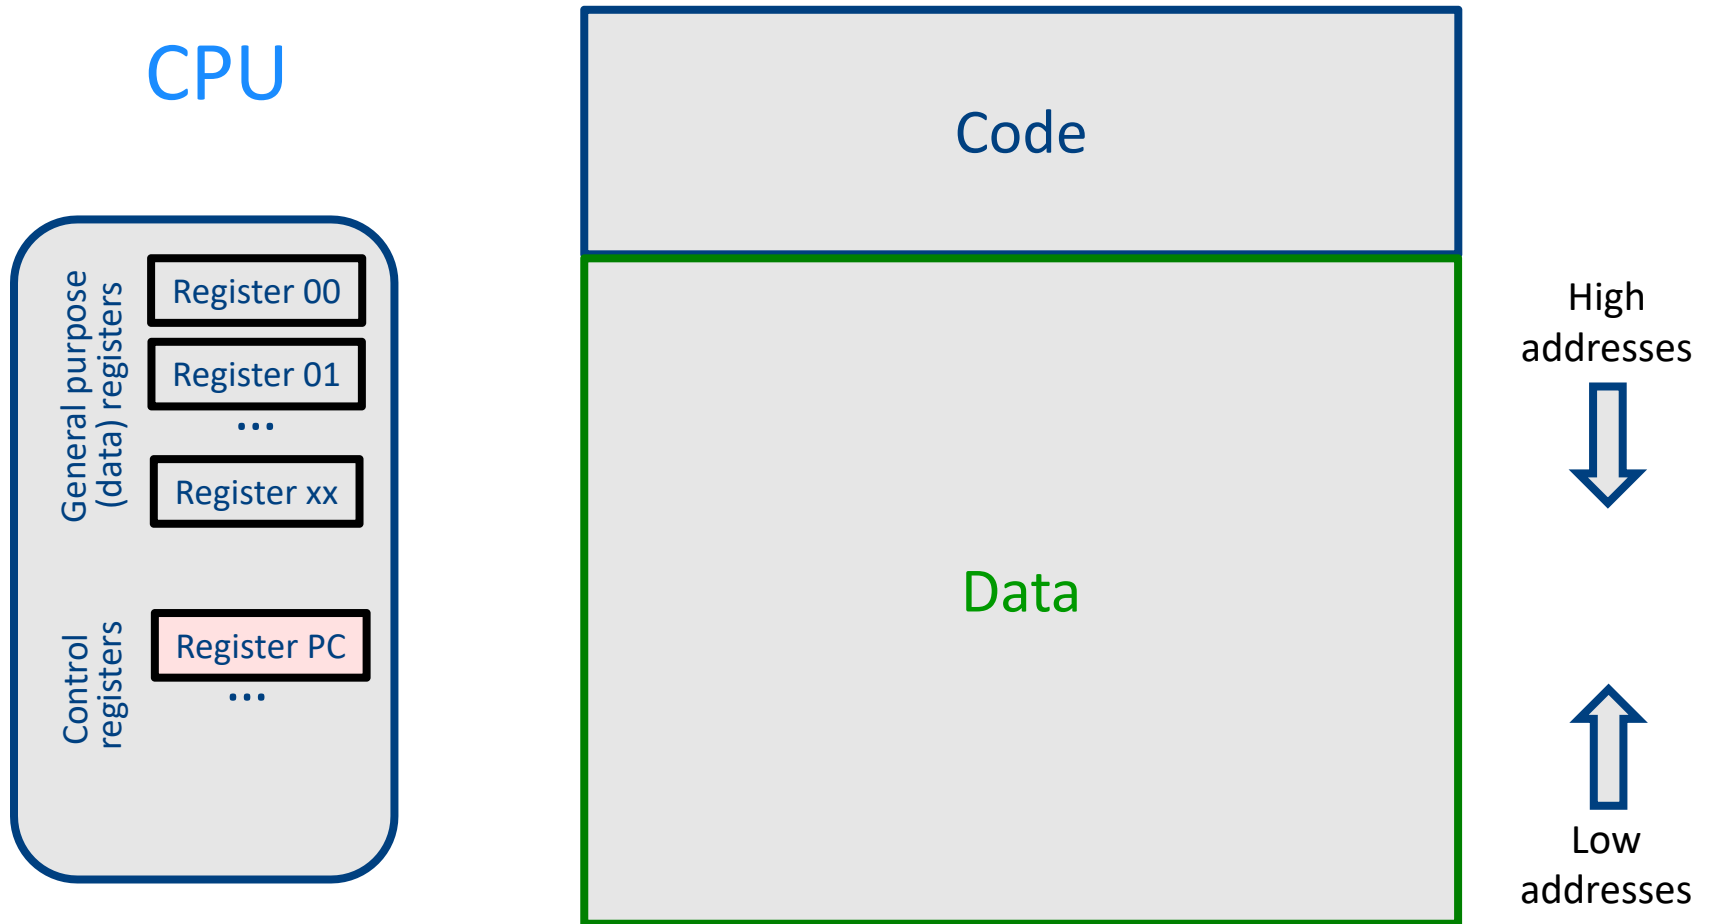 CPU
General purpose
(data) registers
Register 00
Register 01
...
Register xx
Control
registers
Register PC
...
Code
Data
High
addresses
Low
addresses